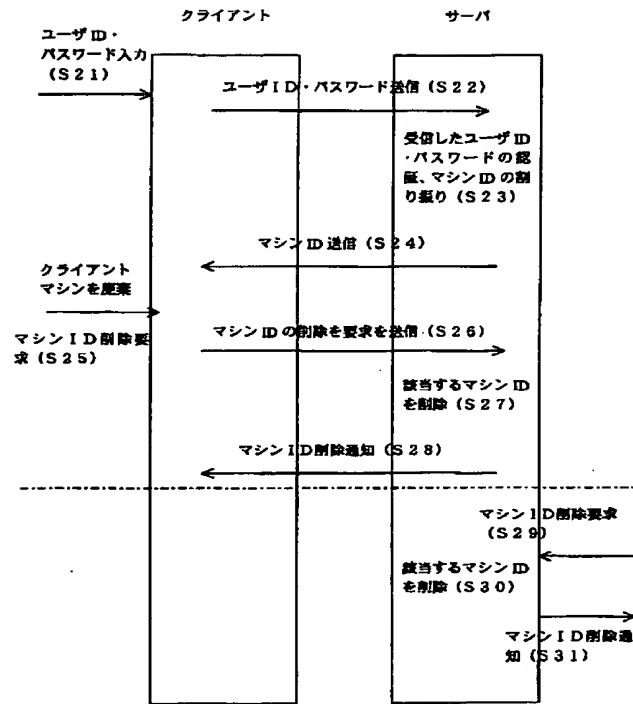 クライアント
サーバ
ユーザID・
パスワード入力
(S21)
ユーザID・パスワード送信(S22)
受信したユーザID
・パスワードの認
証、マシンIDの割
り振り(S23)
マシンID送信(S24)
クライアント
マシンを廃棄
マシンID削除要
求(S25)
マシンIDの削除を要求を送信(S26)
該当するマシンID
を削除(S27)
マシンID削除通知(S28)
マシンID削除要求
(S29)
該当するマシンID
を削除(S30)
マシンID削除通
知(S31)